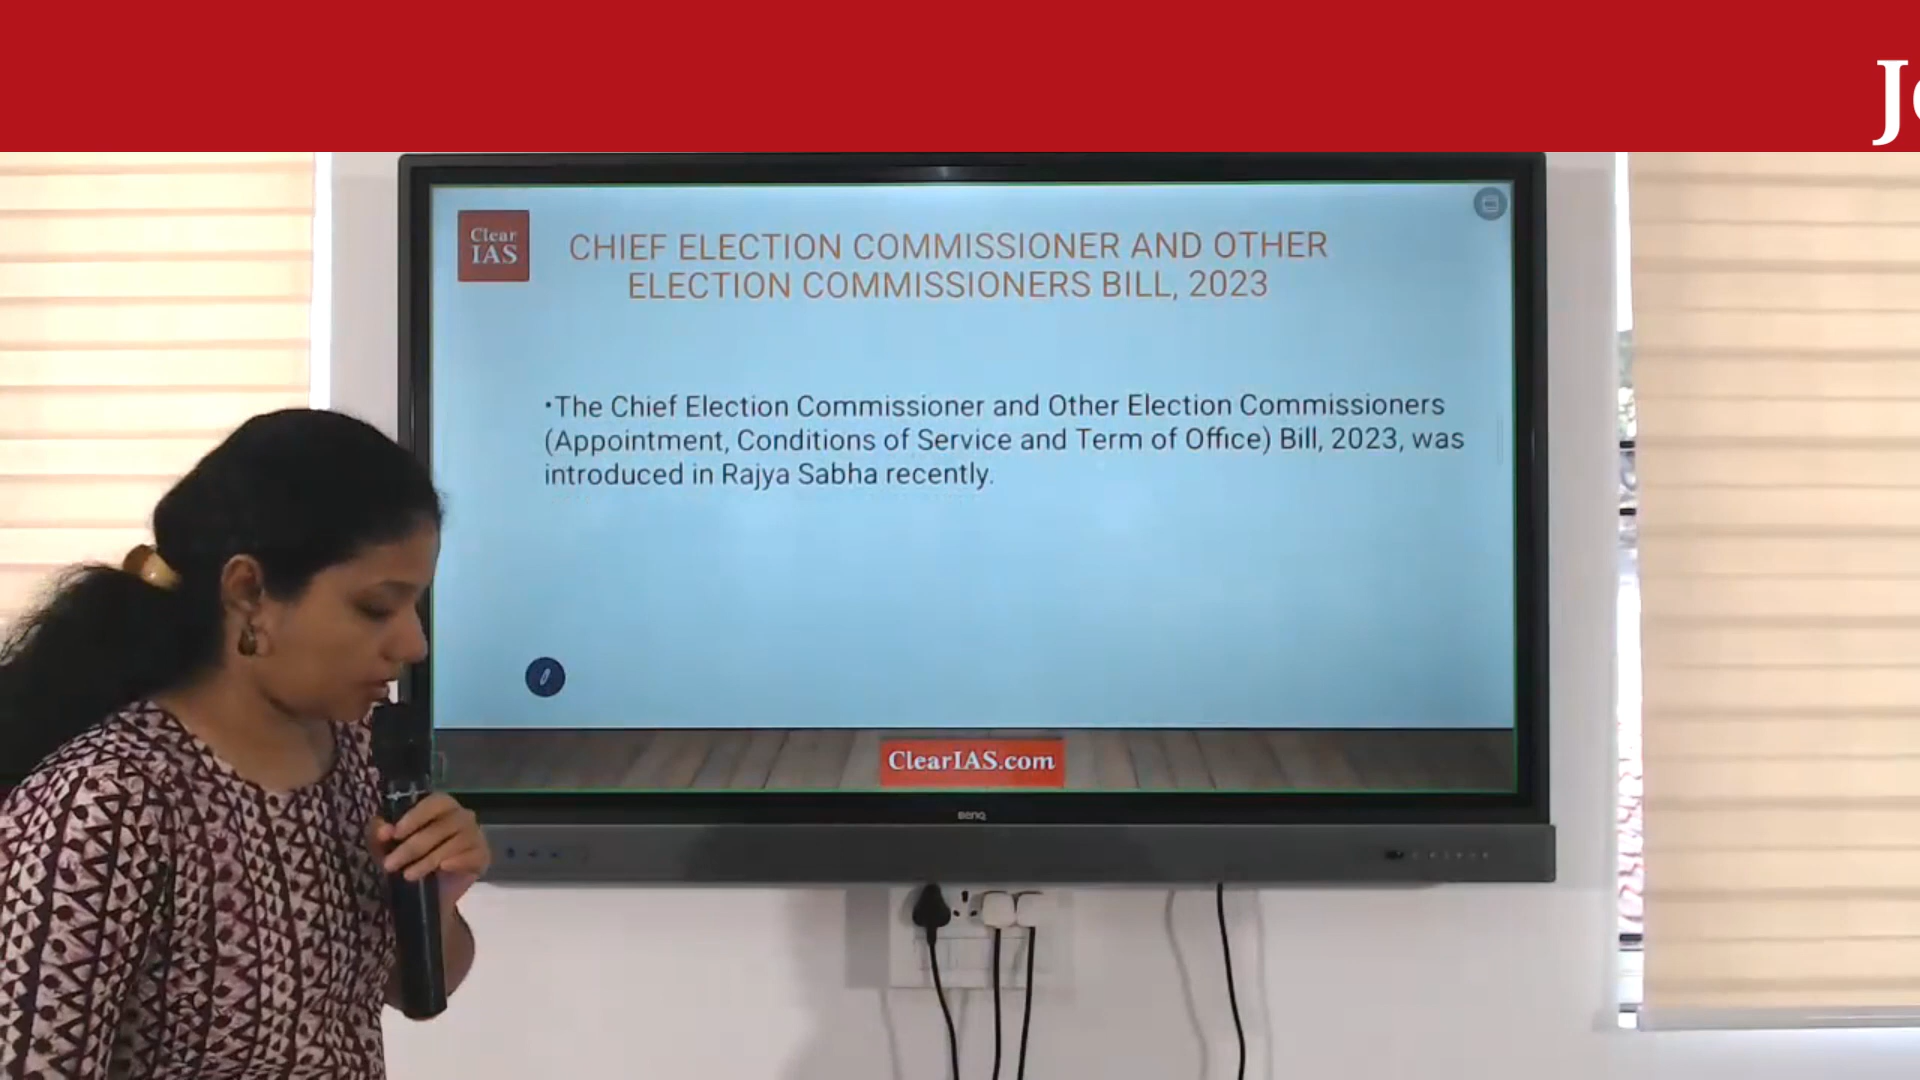 Clear
IAS
CHIEF ELECTION COMMISSIONER AND OTHER
ELECTION COMMISSIONERS BILL, 2023
•The Chief Election Commissioner and Other Election Commissioners
(Appointment, Conditions of Service and Term of Office) Bill, 2023, was
introduced in Rajya Sabha recently.
ClearIAS.com
BenQ